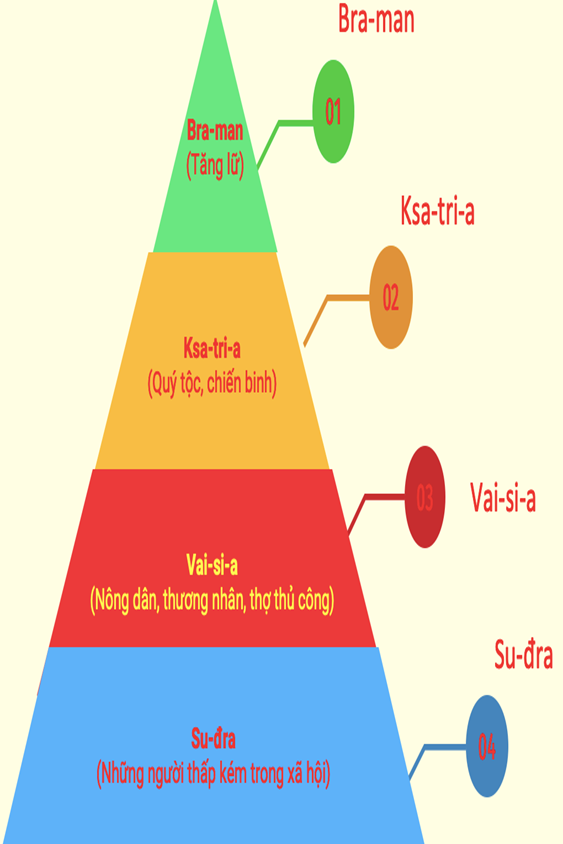 Bra-man
01
Bra-man
(Tăng lữ)
Ksa-tri-a
02
Ksa-tri-a
(Quý tộc, chiến binh)
03
Vai-si-a
Vai-si-a
(Nông dân, thương nhân, thợ thủ công)
Su-đra
04
Su-đra
(Những người thấp kém trong xã hội)